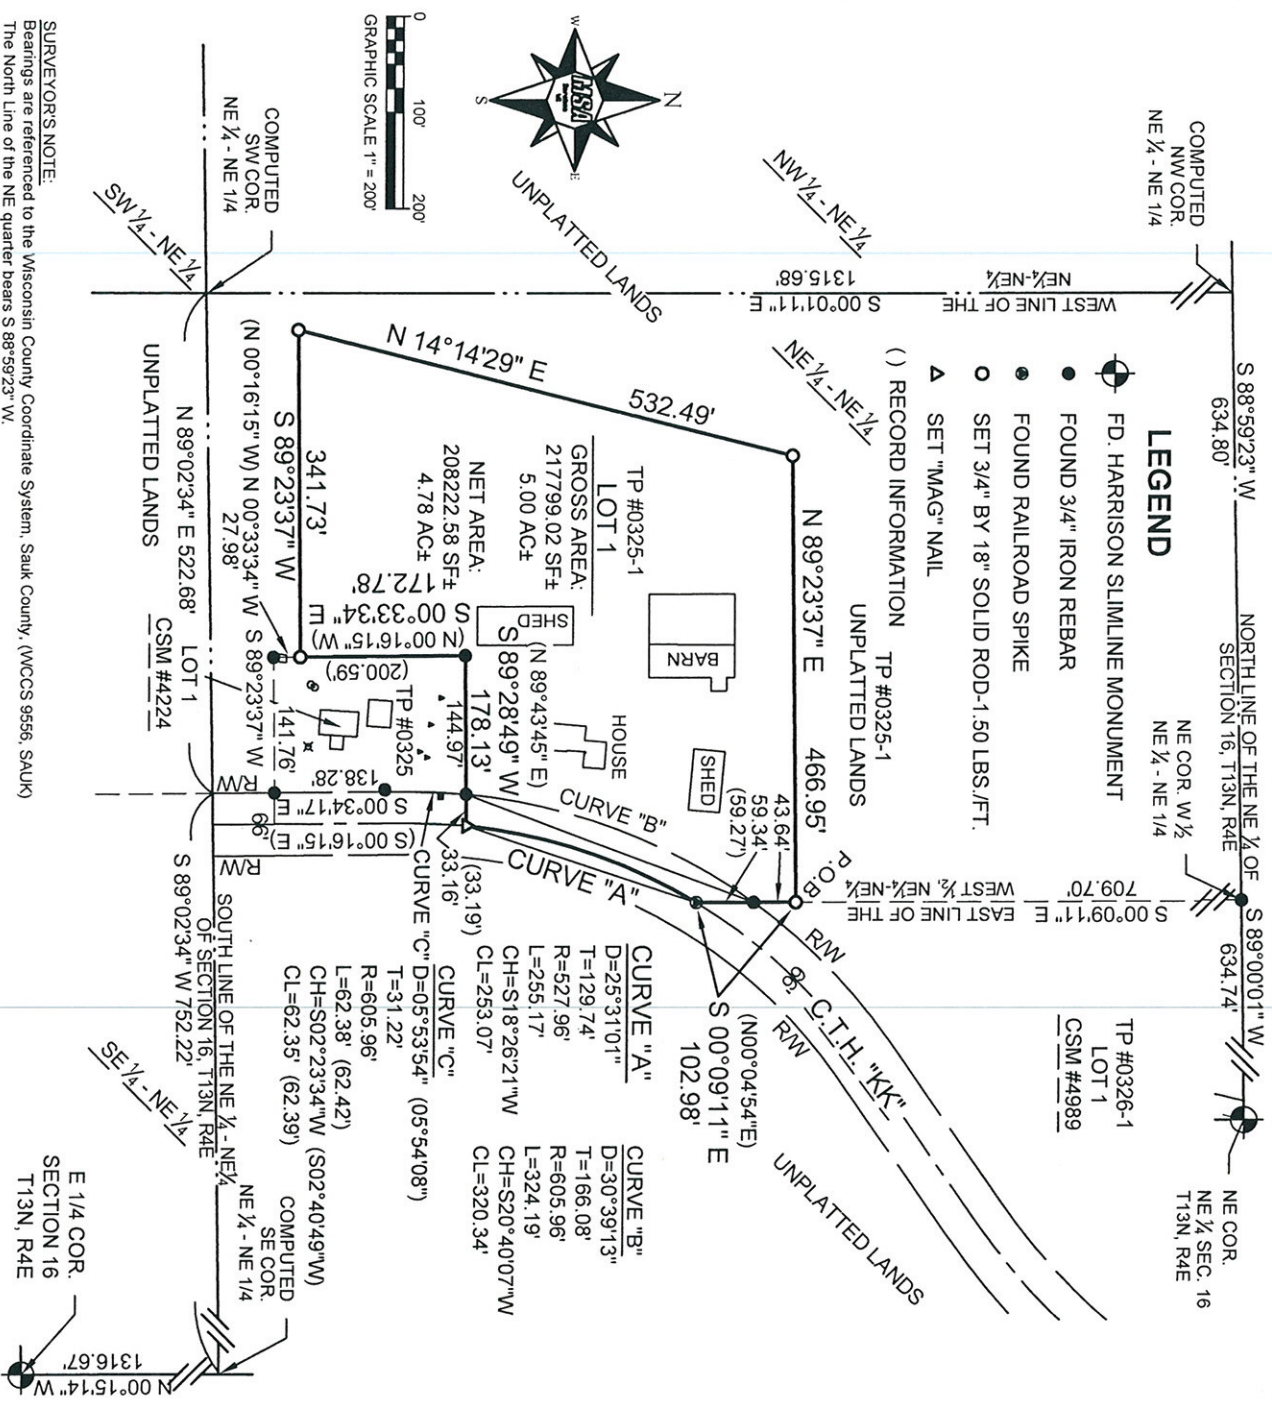 N
W
E
S
MSA
0 100' 200'
GRAPHIC SCALE 1" = 200'
SURVEYOR'S NOTE:
Bearings are referenced to the Wisconsin County Coordinate System, Sauk County, (WCCS 9556, SAUK)
The North Line of the NE quarter bears S 88°59'23" W.
COMPUTED
NW COR.
NE ¼ - NE 1/4
S 88°59'23" W
634.80'
NORTH LINE OF THE NE ¼ OF
SECTION 16, T13N, R4E
S 89°00'01" W
634.74'
NE COR. W ½
NE ¼ - NE 1/4
NE COR.
NE ¼ SEC. 16
T13N, R4E
NW ¼ - NE ¼
UNPLATTED LANDS
WEST LINE OF THE
NE¼-NE¼
S 00°01'11" E
1315.68'
LEGEND
FD. HARRISON SLIMLINE MONUMENT
FOUND 3/4" IRON REBAR
FOUND RAILROAD SPIKE
SET 3/4" BY 18" SOLID ROD-1.50 LBS./FT.
SET "MAG" NAIL
( ) RECORD INFORMATION
NE ¼ - NE ¼
TP #0325-1
UNPLATTED LANDS
S 00°09'11" E
709.70'
EAST LINE OF THE
WEST ½, NE¼-NE¼
TP #0326-1
LOT 1
CSM #4989
N 89°23'37" E 466.95'
P.O.B.
43.64'
59.34'
(59.27')
R/W
66'
C.T.H. "KK"
R/W
UNPLATTED LANDS
(N00°04'54"E)
S 00°09'11" E
102.98'
N 14°14'29" E 532.49'
BARN
SHED
HOUSE
SHED
TP #0325-1
LOT 1
GROSS AREA:
217799.02 SF±
5.00 AC±
NET AREA:
208222.58 SF±
4.78 AC±
CURVE "B"
CURVE "A"
(N 89°43'45" E)
S 89°28'49" W
178.13'
144.97'
(33.19')
33.16'
(N 00°16'15" W)
S 00°33'34" E
172.78'
(200.59')
TP #0325
138.28'
S 00°34'17" E
(S 00°16'15" E)
CURVE "C"
341.73'
S 89°23'37" W
(N 00°16'15" W) N 00°33'34" W
27.98'
S 89°23'37" W
141.76'
R/W
66'
R/W
CURVE "A"
D=25°31'01"
T=129.74'
R=527.96'
L=255.17'
CH=S18°26'21"W
CL=253.07'
CURVE "B"
D=30°39'13"
T=166.08'
R=605.96'
L=324.19'
CH=S20°40'07"W
CL=320.34'
CURVE "C"
D=05°53'54" (05°54'08")
T=31.22'
R=605.96'
L=62.38' (62.42')
CH=S02°23'34"W (S02°40'49"W)
CL=62.35' (62.39')
COMPUTED
SW COR.
NE ¼ - NE 1/4
SW ¼ - NE ¼
N 89°02'34" E 522.68'
UNPLATTED LANDS
LOT 1
CSM #4224
SOUTH LINE OF THE NE ¼ - NE¼
OF SECTION 16, T13N, R4E
S 89°02'34" W 752.22'
SE ¼ - NE ¼
COMPUTED
SE COR.
NE ¼ - NE 1/4
E 1/4 COR.
SECTION 16
T13N, R4E
N 00°15'14" W
1316.67'